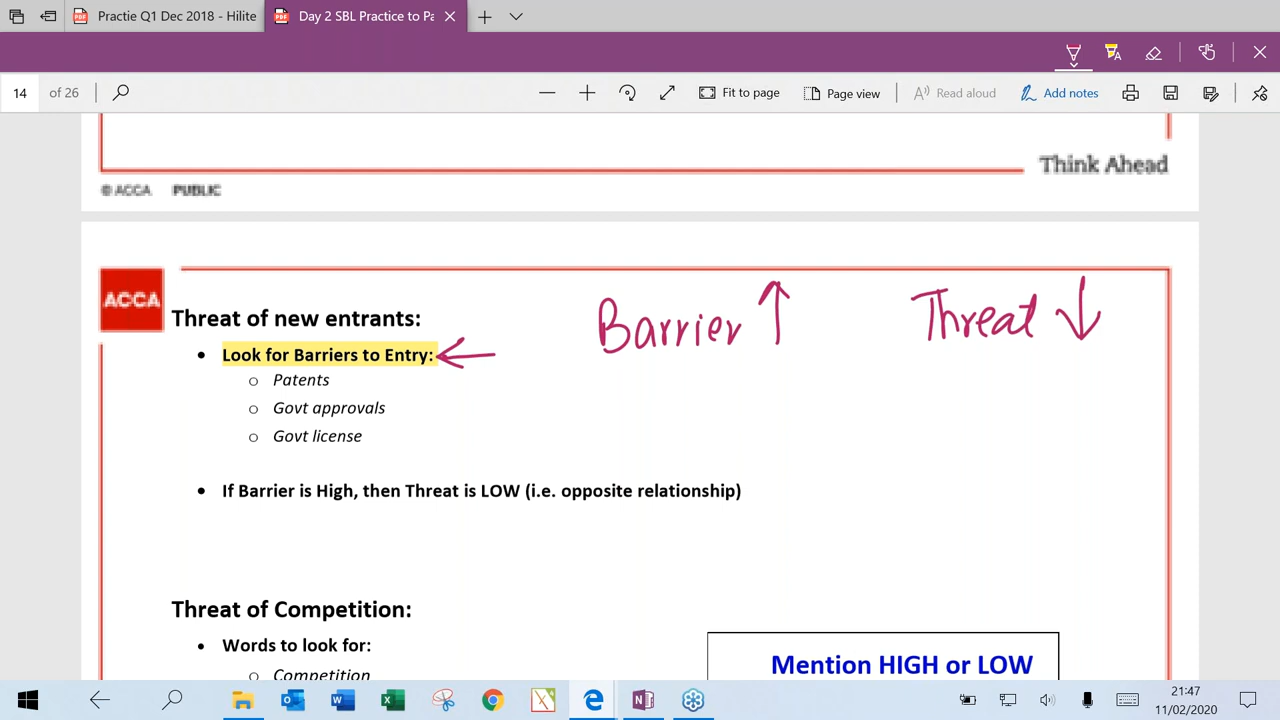 Practie Q1 Dec 2018 - Hilite
Day 2 SBL Practice to Pa
14 of 26
Fit to page
Page view
Read aloud
Add notes
Think Ahead
© ACCA PUBLIC
ACCA
Threat of new entrants:
Barrier ↑
Threat ↓
• Look for Barriers to Entry:
o Patents
o Govt approvals
o Govt license
• If Barrier is High, then Threat is LOW (i.e. opposite relationship)
Threat of Competition:
• Words to look for:
o Competition
Mention HIGH or LOW
21:47
11/02/2020